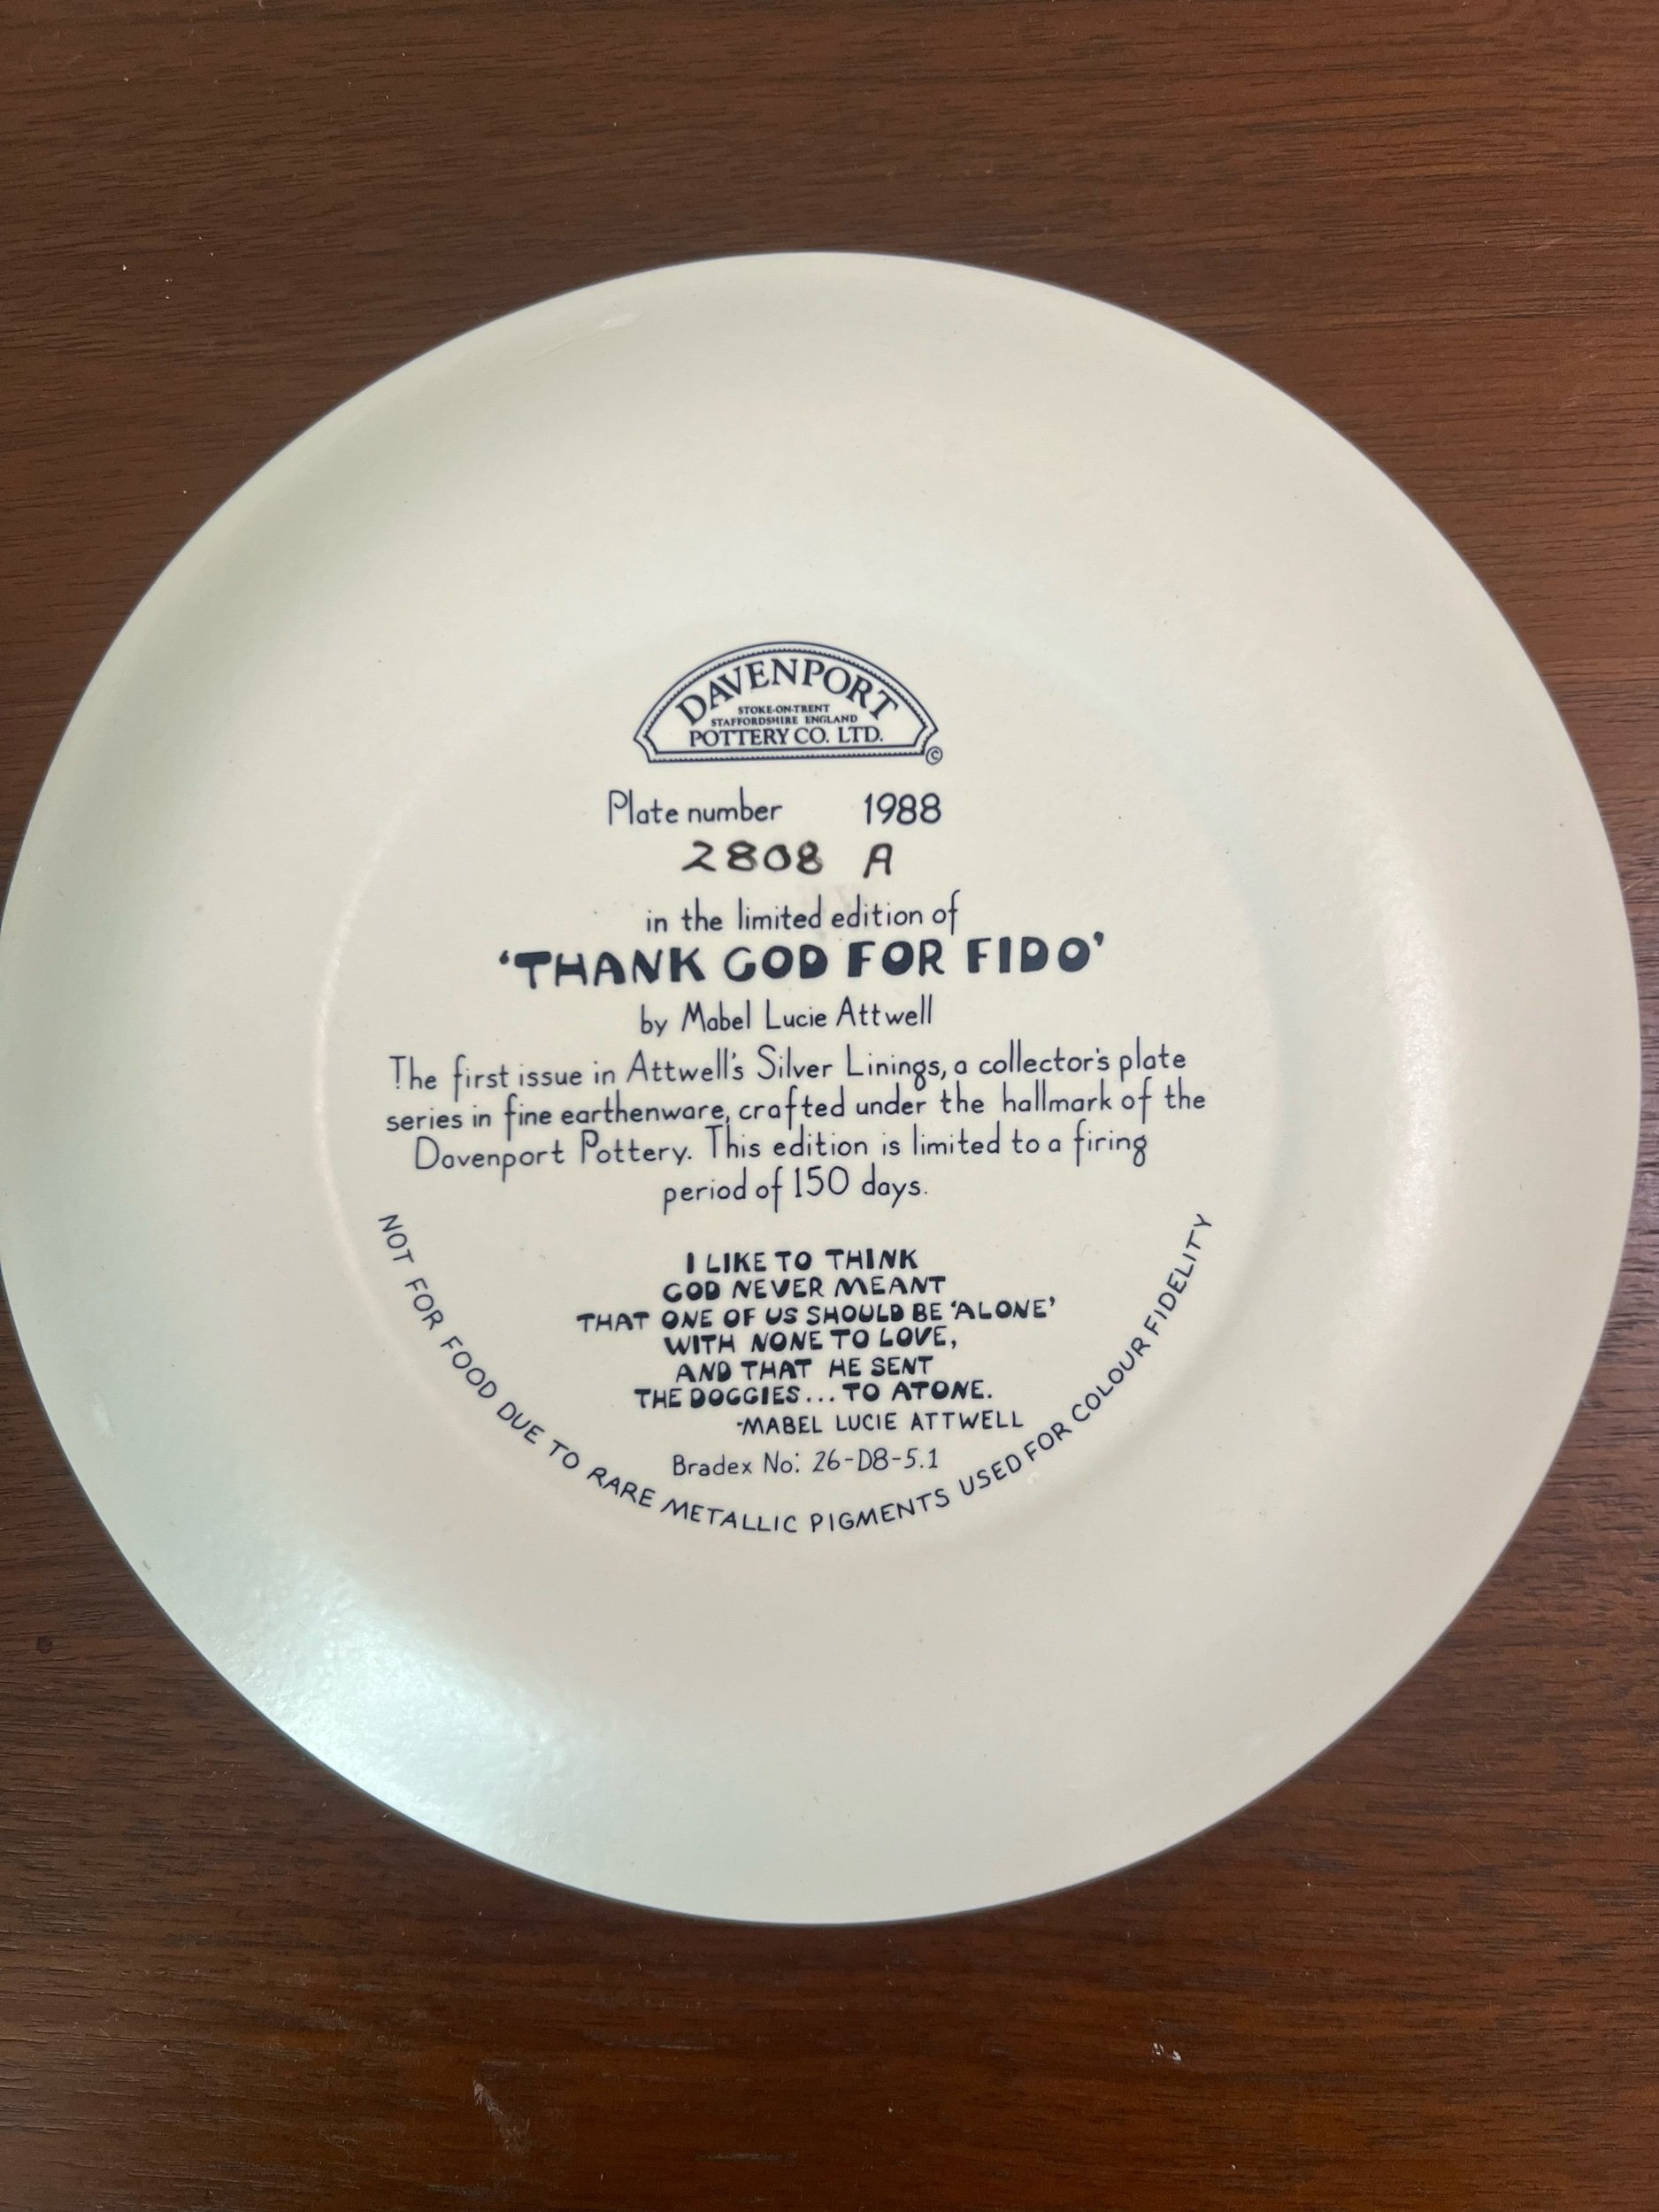 DAVENPORT
STOKE-ON-TRENT
STAFFORDSHIRE ENGLAND
POTTERY CO. LTD.
©
Plate number 1988
2808 A
in the limited edition of
'THANK GOD FOR FIDO'
by Mabel Lucie Attwell
The first issue in Attwell's Silver Linings, a collector's plate
series in fine earthenware, crafted under the hallmark of the
Davenport Pottery. This edition is limited to a firing
period of 150 days.
I LIKE TO THINK
GOD NEVER MEANT
THAT ONE OF US SHOULD BE 'ALONE'
WITH NONE TO LOVE,
AND THAT HE SENT
THE DOGGIES... TO ATONE.
-MABEL LUCIE ATTWELL
Bradex No: 26-D8-5.1
NOT FOR FOOD DUE TO RARE METALLIC PIGMENTS USED FOR COLOUR FIDELITY